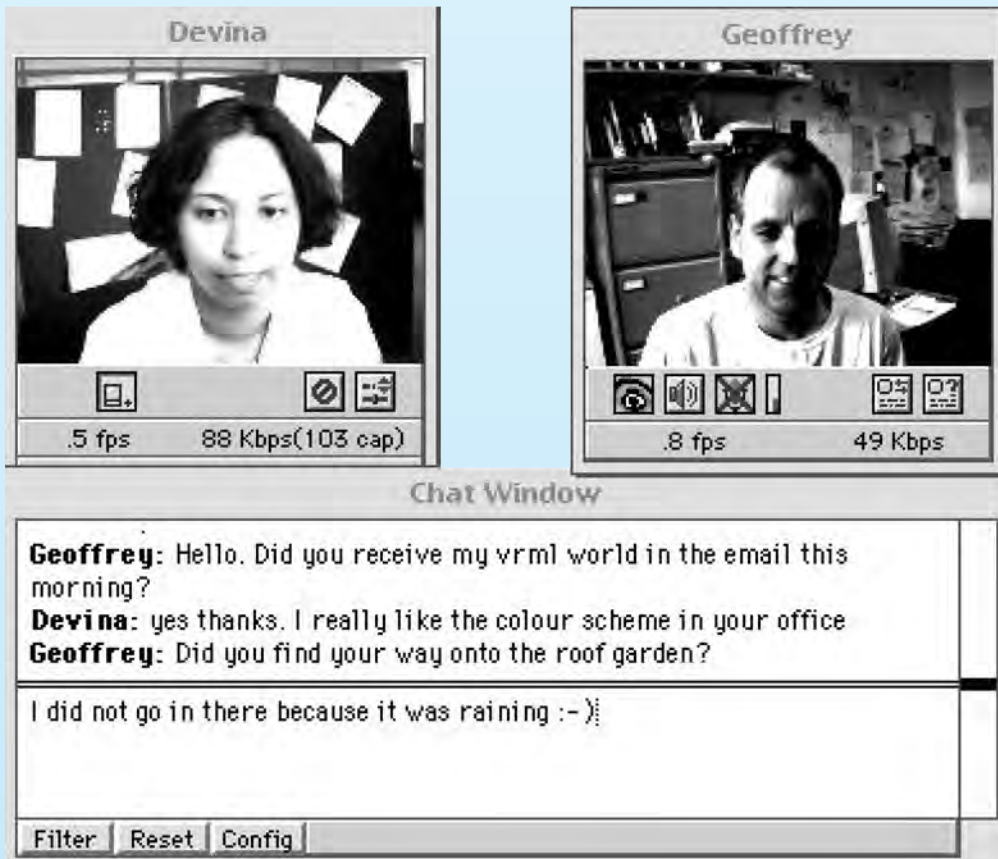 Devina
Geoffrey
.5 fps 88 Kbps(103 cap)
.8 fps 49 Kbps
Chat Window
Geoffrey: Hello. Did you receive my vrml world in the email this
morning?
Devina: yes thanks. I really like the colour scheme in your office
Geoffrey: Did you find your way onto the roof garden?
I did not go in there because it was raining :-)
Filter Reset Config